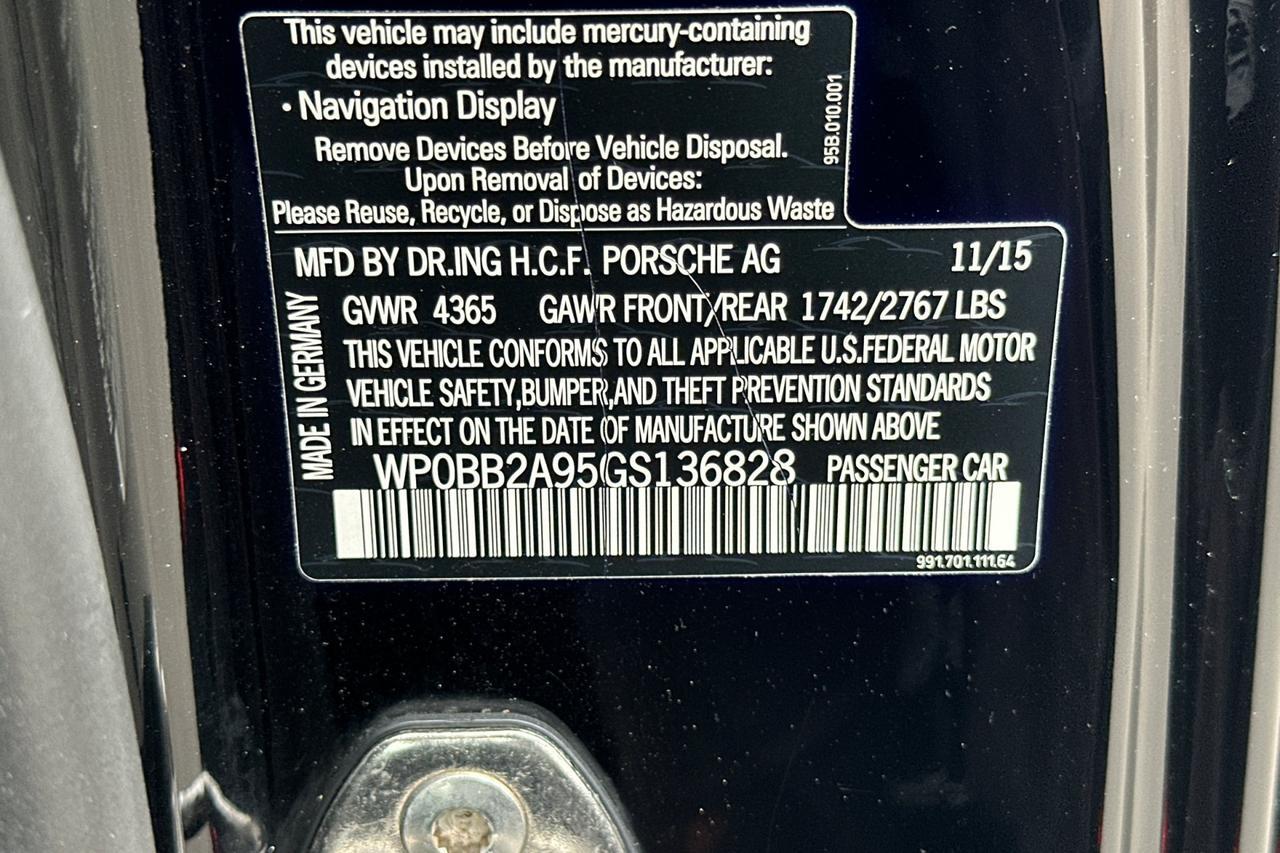 This vehicle may include mercury-containing
devices installed by the manufacturer:
• Navigation Display
Remove Devices Before Vehicle Disposal.
Upon Removal of Devices:
Please Reuse, Recycle, or Dispose as Hazardous Waste
95B.010.001
MFD BY DR.ING H.C.F. PORSCHE AG 11/15
GVWR 4365 GAWR FRONT/REAR 1742/2767 LBS
THIS VEHICLE CONFORMS TO ALL APPLICABLE U.S.FEDERAL MOTOR
VEHICLE SAFETY,BUMPER,AND THEFT PREVENTION STANDARDS
IN EFFECT ON THE DATE OF MANUFACTURE SHOWN ABOVE
MADE IN GERMANY
WP0BB2A95GS136828 PASSENGER CAR
991.701.111.64